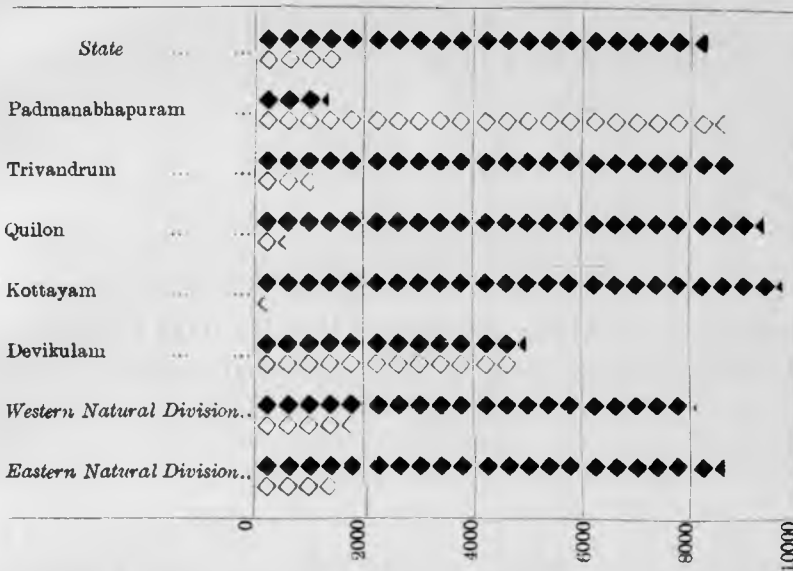 State ... ...
Padmanabhapuram ...
Trivandrum ... ...
Quilon ... ...
Kottayam ... ...
Devikulam ... ...
Western Natural Division..
Eastern Natural Division..
0 2000 4000 6000 8000 10000